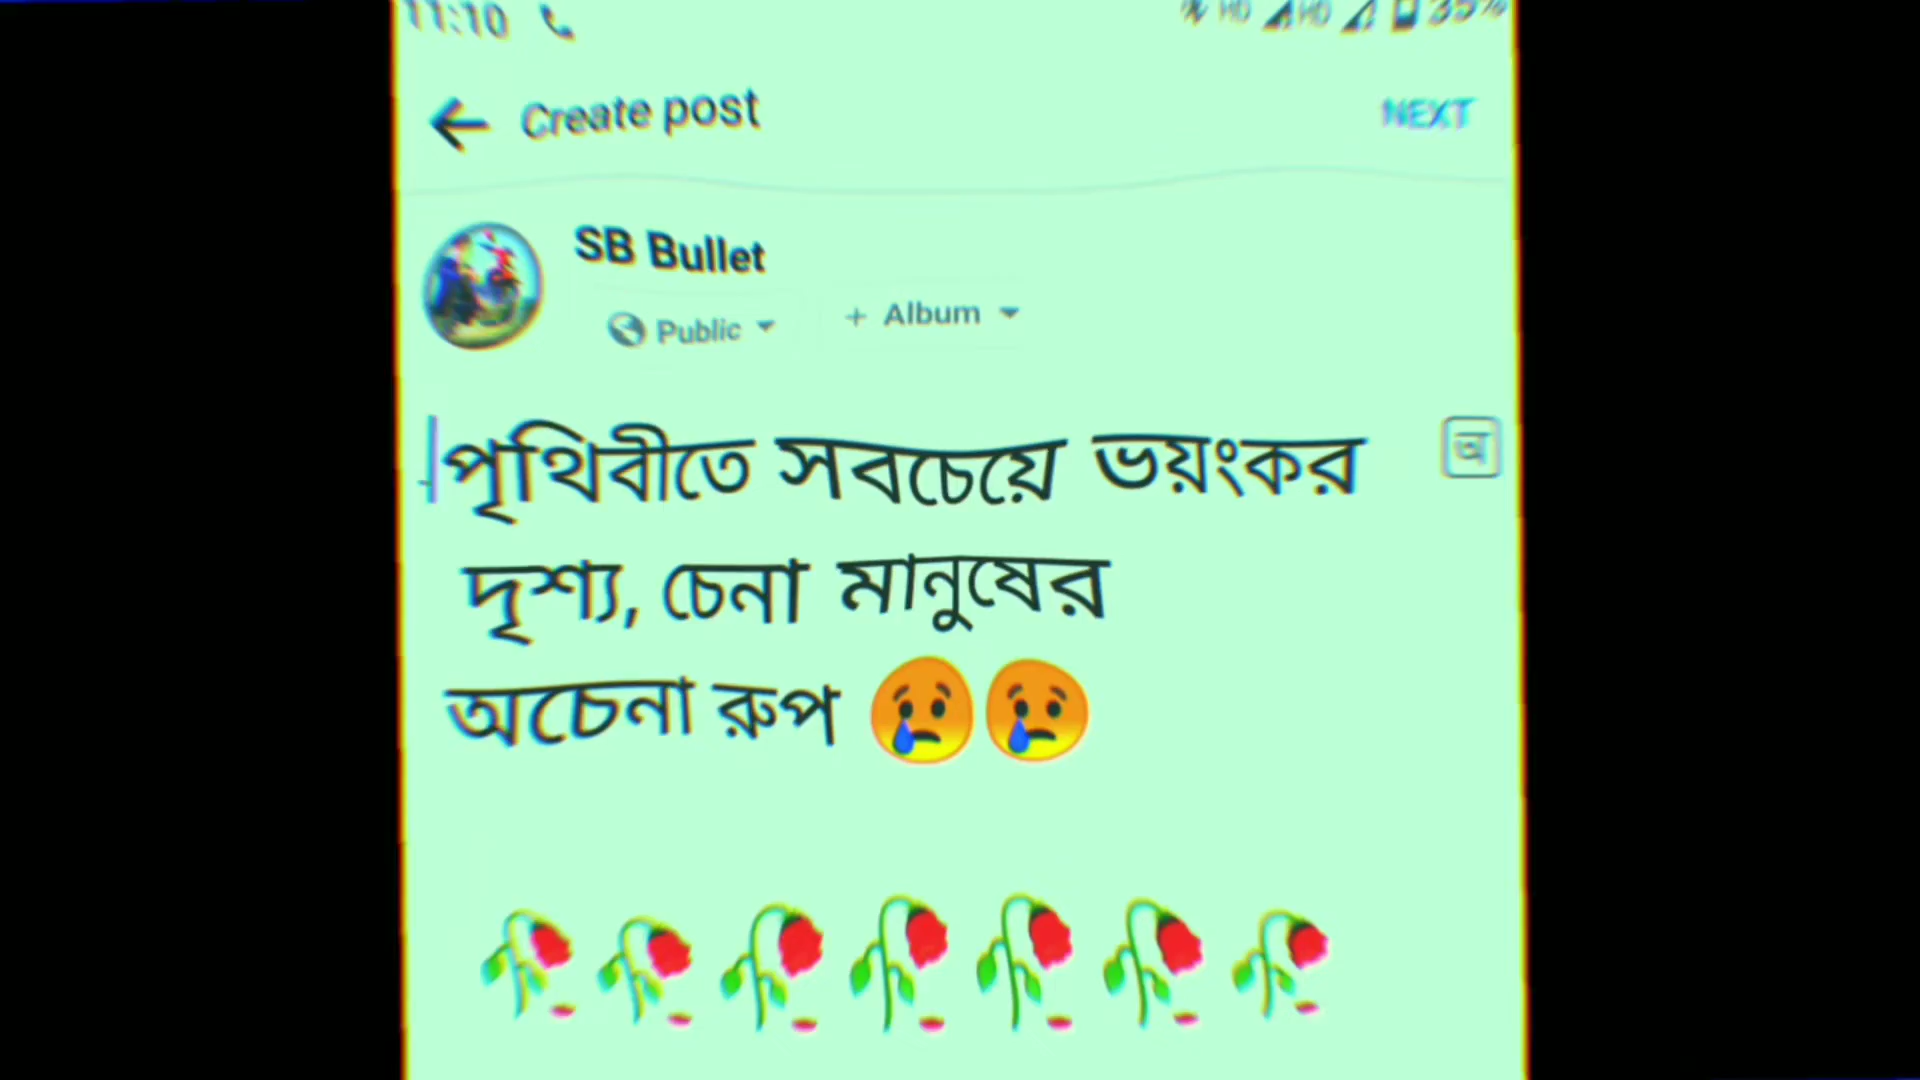 11:10
Create post
NEXT
SB Bullet
Public
+ Album
পৃথিবীতে সবচেয়ে ভয়ংকর
অ
দৃশ্য, চেনা মানুষের
অচেনা রুপ 😢😢
🥀🥀🥀🥀🥀🥀🥀